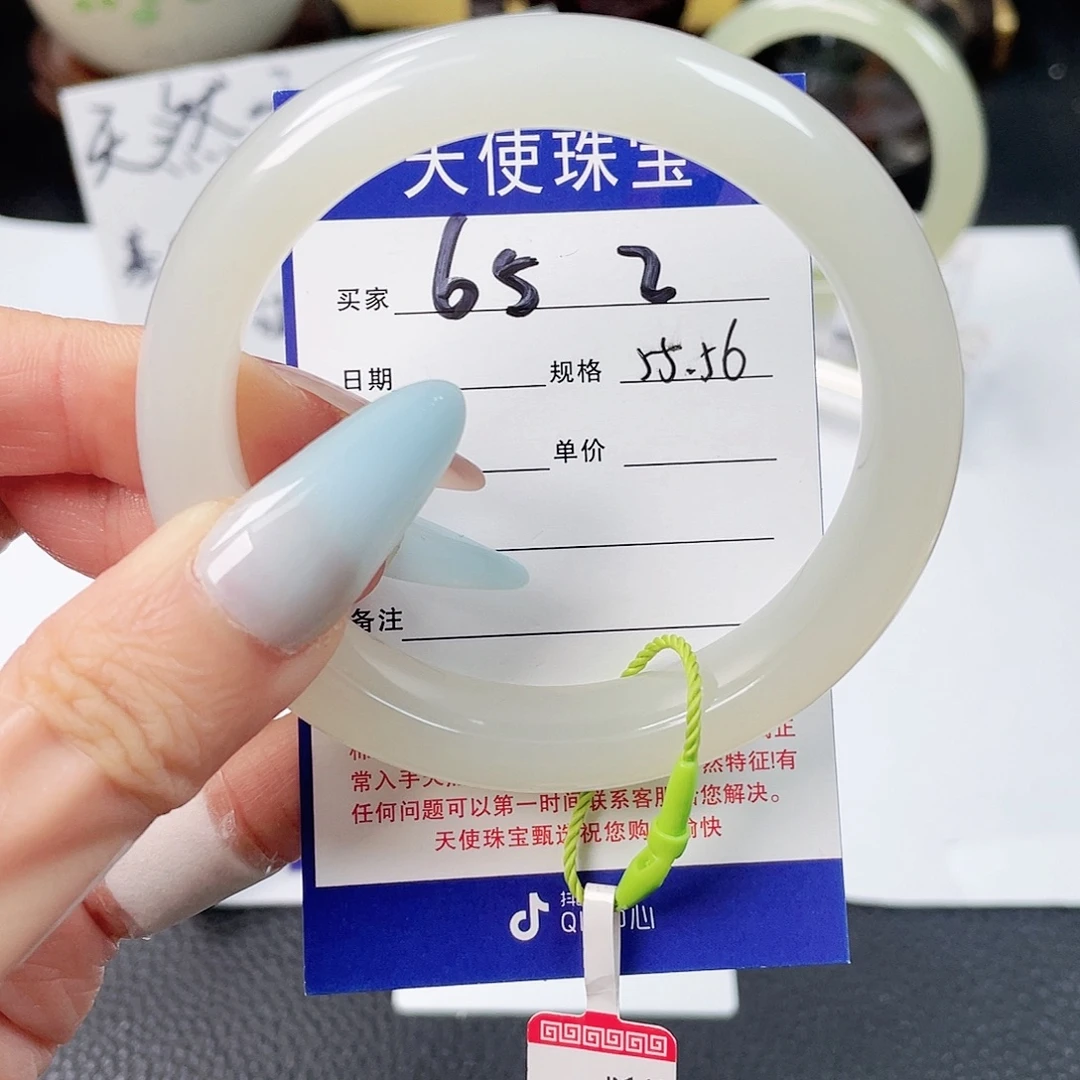 天然
天使珠宝
买家 65 2
日期 规格 55.56
单价
备注
然特征!有
常入手
任何问题可以第一时间联系客服 您解决。
天使珠宝甄选祝您购 愉快